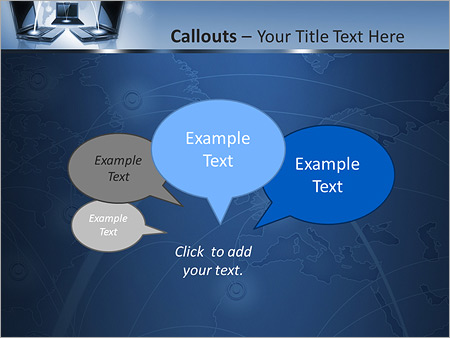 Callouts – Your Title Text Here
Example
Text
Example
Text
Example
Text
Example
Text
Click to add
your text.